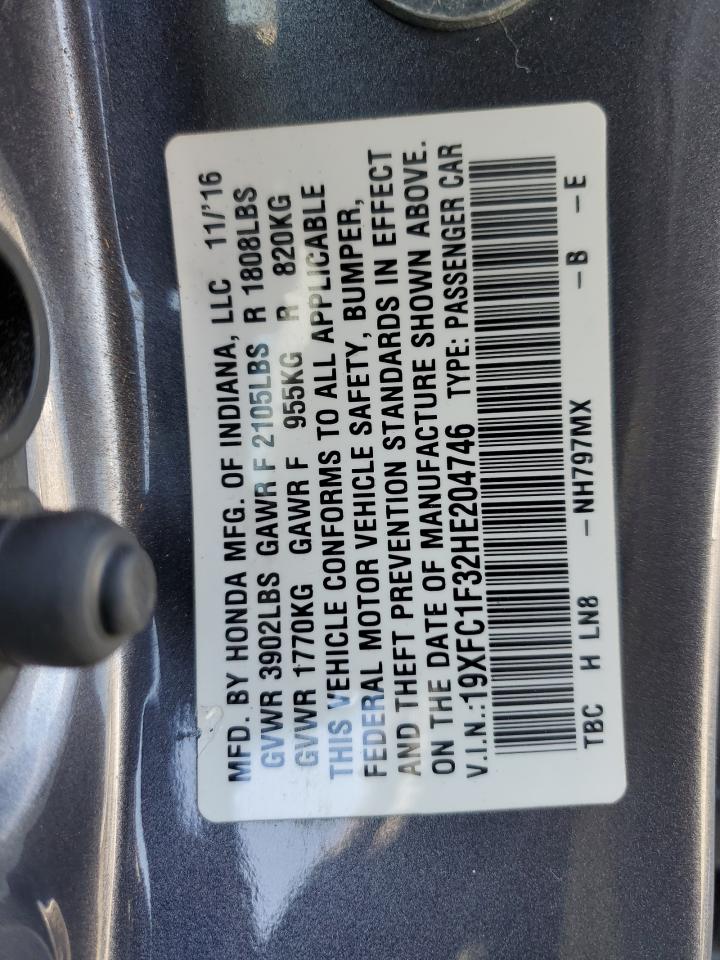 MFD. BY HONDA MFG. OF INDIANA, LLC 11/'16
GVWR 3902LBS GAWR F 2105LBS R 1808LBS
GVWR 1770KG GAWR F 955KG R 820KG
THIS VEHICLE CONFORMS TO ALL APPLICABLE
FEDERAL MOTOR VEHICLE SAFETY, BUMPER,
AND THEFT PREVENTION STANDARDS IN EFFECT
ON THE DATE OF MANUFACTURE SHOWN ABOVE.
V.I.N.:19XFC1F32HE204746 TYPE: PASSENGER CAR
TBC H LN8 -NH797MX -B -E